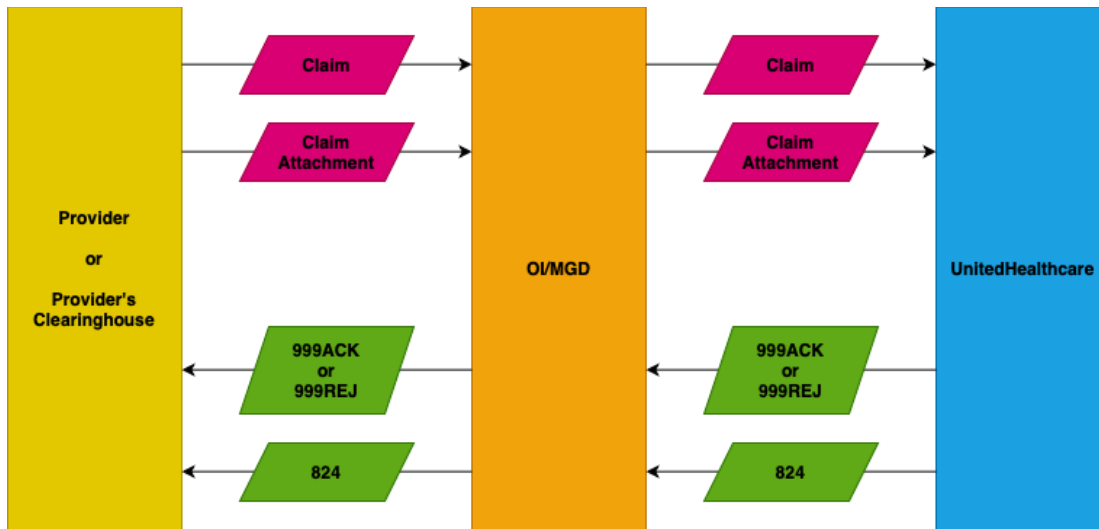 Claim
Claim
Claim
Attachment
Claim
Attachment
Provider
or
Provider's
Clearinghouse
OI/MGD
UnitedHealthcare
999ACK
or
999REJ
999ACK
or
999REJ
824
824